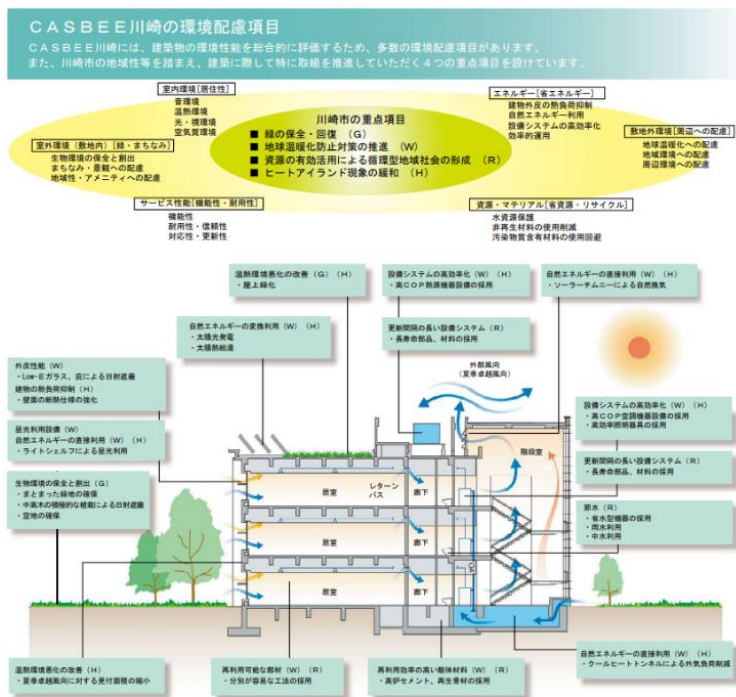 CASBEE川崎の環境配慮項目
CASBEE川崎には、建築物の環境性能を総合的に評価するため、多数の環境配慮項目があります。
また、川崎市の地域性等を踏まえ、建築に際して特に取組を推進していただく４つの重点項目を設けています。
室内環境[居住性]
音環境
温熱環境
光・視環境
空気質環境
エネルギー[省エネルギー]
建物外皮の熱負荷抑制
自然エネルギー利用
設備システムの高効率化
効率的運用
川崎市の重点項目
■ 緑の保全・回復 (G)
■ 地球温暖化防止対策の推進 (W)
■ 資源の有効活用による循環型地域社会の形成 (R)
■ ヒートアイランド現象の緩和 (H)
室外環境（敷地内）[緑・まちなみ]
生物環境の保全と創出
まちなみ・景観への配慮
地域性・アメニティへの配慮
敷地外環境[周辺への配慮]
地球温暖化への配慮
地域環境への配慮
周辺環境への配慮
サービス性能[機能性・耐用性]
機能性
耐用性・信頼性
対応性・更新性
資源・マテリアル[省資源・リサイクル]
水資源保護
非再生材料の使用削減
汚染物質含有材料の使用回避
温熱環境悪化の改善 (G) (H)
・屋上緑化
設備システムの高効率化 (W) (H)
・高COP熱源機器設備の採用
自然エネルギーの直接利用 (W) (H)
・ソーラーチムニーによる自然換気
自然エネルギーの変換利用 (W) (H)
・太陽光発電
・太陽熱給湯
更新間隔の長い設備システム (R)
・長寿命部品、材料の採用
外部風向
(夏季卓越風向)
外皮性能 (W)
・Low-Eガラス、庇による日射遮蔽
建物の熱負荷抑制 (H)
・壁面の断熱仕様の強化
設備システムの高効率化 (W) (H)
・高COP空調機器設備の採用
・高効率照明器具の採用
昼光利用設備 (W)
自然エネルギーの直接利用 (W) (H)
・ライトシェルフによる昼光利用
階段室
更新間隔の長い設備システム (R)
・長寿命部品、材料の採用
生物環境の保全と創出 (G)
・まとまった緑地の確保
・中高木の積極的な植栽による日射遮蔽
・空地の確保
居室
レターン
パス
廊下
節水 (R)
・省水型機器の採用
・雨水利用
・中水利用
居室
廊下
居室
廊下
温熱環境悪化の改善 (H)
・夏季卓越風向に対する見付面積の縮小
再利用可能な部材 (W) (R)
・分別が容易な工法の採用
再利用効率の高い躯体材料 (W) (R)
・高炉セメント、再生骨材の採用
自然エネルギーの直接利用 (W) (H)
・クールヒートトンネルによる外気負荷削減